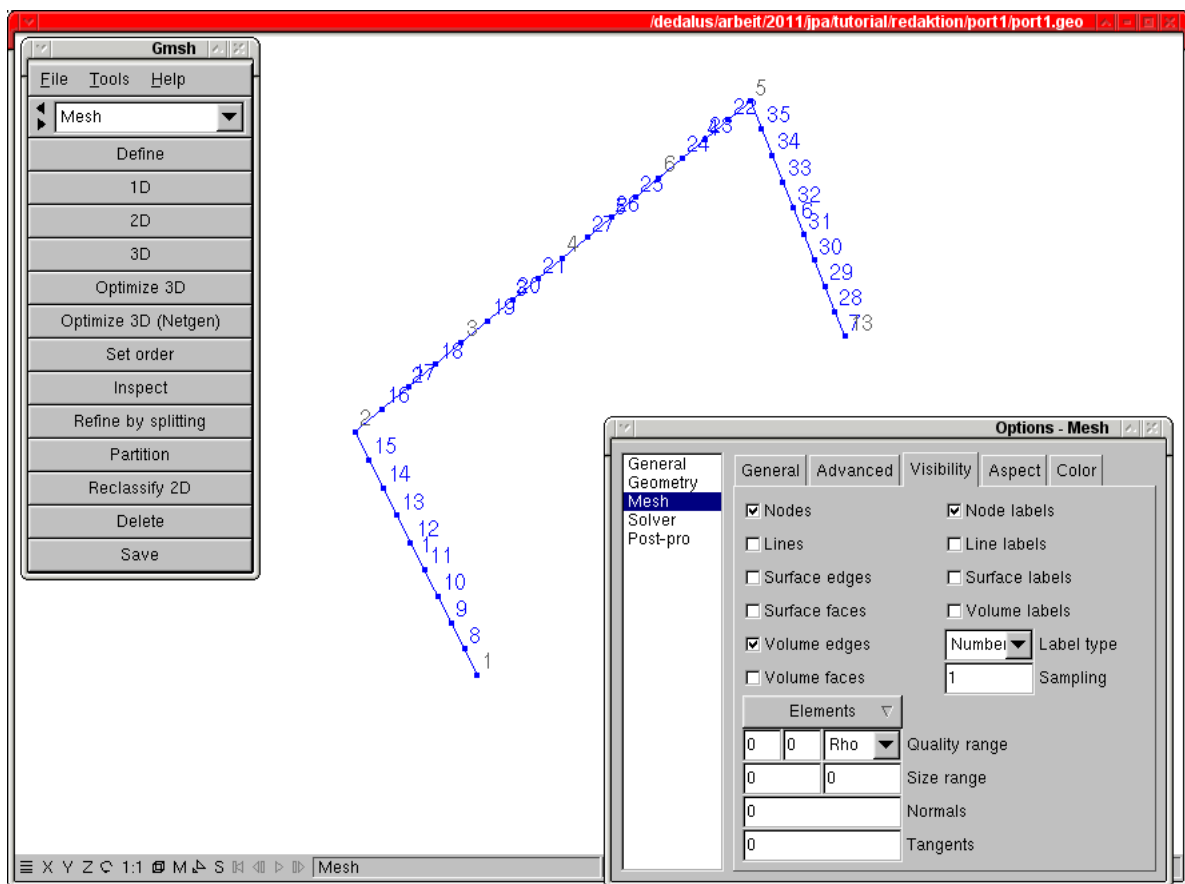 /dedalus/arbeit/2011/jpa/tutorial/redaktion/port1/port1.geo
Gmsh
File Tools Help
Mesh
Define
1D
2D
3D
Optimize 3D
Optimize 3D (Netgen)
Set order
Inspect
Refine by splitting
Partition
Reclassify 2D
Delete
Save
5
22
35
23
34
24
6
33
25
32
26
6
31
27
30
4
29
21
28
20
7
19
3
18
17
16
2
15
14
13
12
1
11
10
9
8
1
Options - Mesh
General
Geometry
Mesh
Solver
Post-pro
General Advanced Visibility Aspect Color
Nodes Node labels
Lines Line labels
Surface edges Surface labels
Surface faces Volume labels
Volume edges Number Label type
Volume faces 1 Sampling
Elements
0 0 Rho Quality range
0 0 Size range
0 Normals
0 Tangents
X Y Z 1:1 M S Mesh